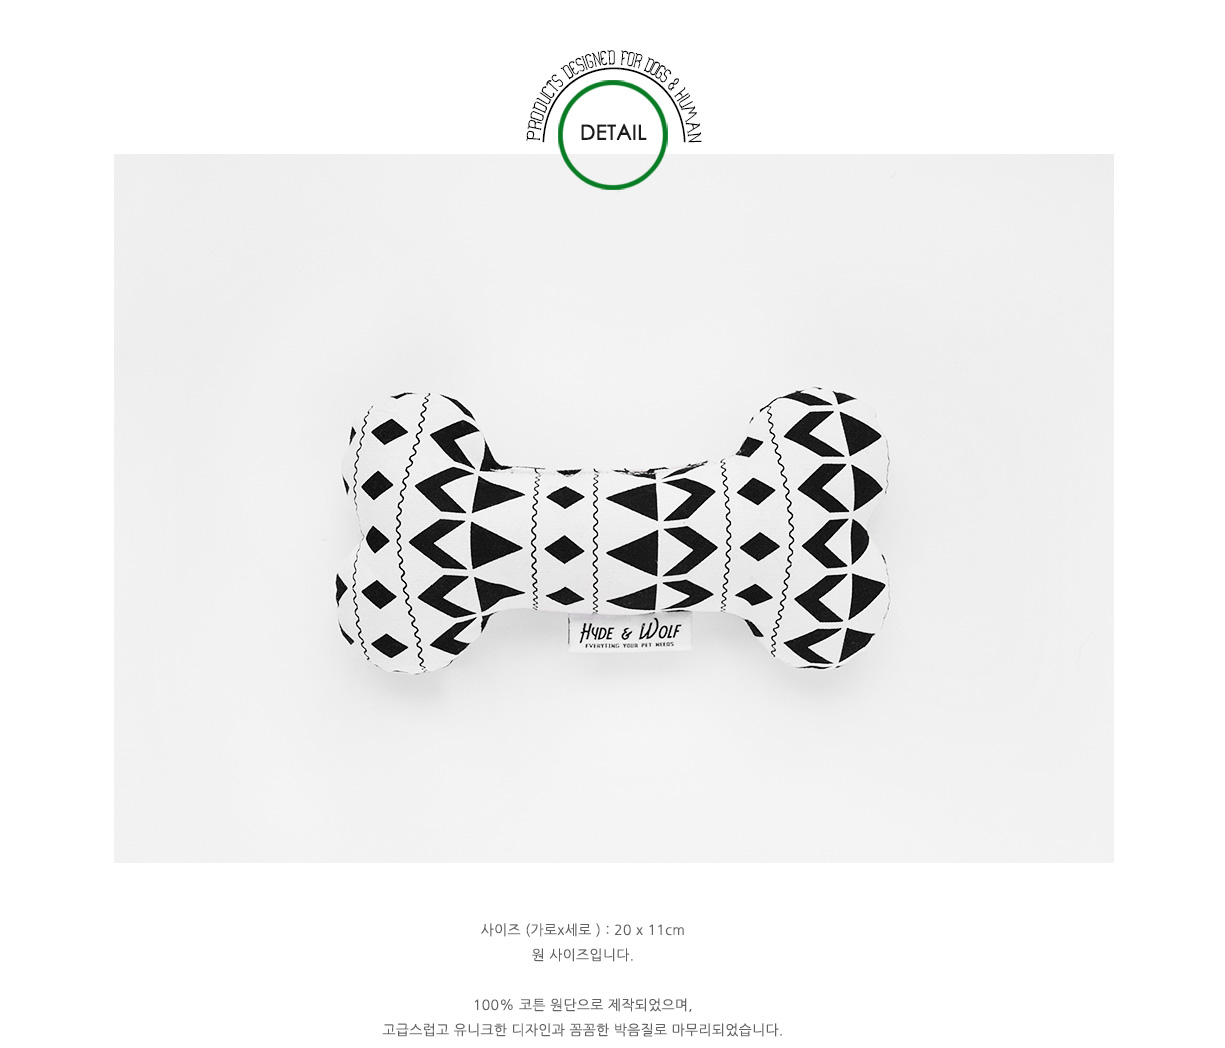 PRODUCTS DESIGNED FOR DOGS & HUMAN
DETAIL
HYDE & WOLF
EVERYTING YOUR PET NEEDS
사이즈 (가로x세로 ) : 20 x 11cm
원 사이즈입니다.
100% 코튼 원단으로 제작되었으며,
고급스럽고 유니크한 디자인과 꼼꼼한 박음질로 마무리되었습니다.